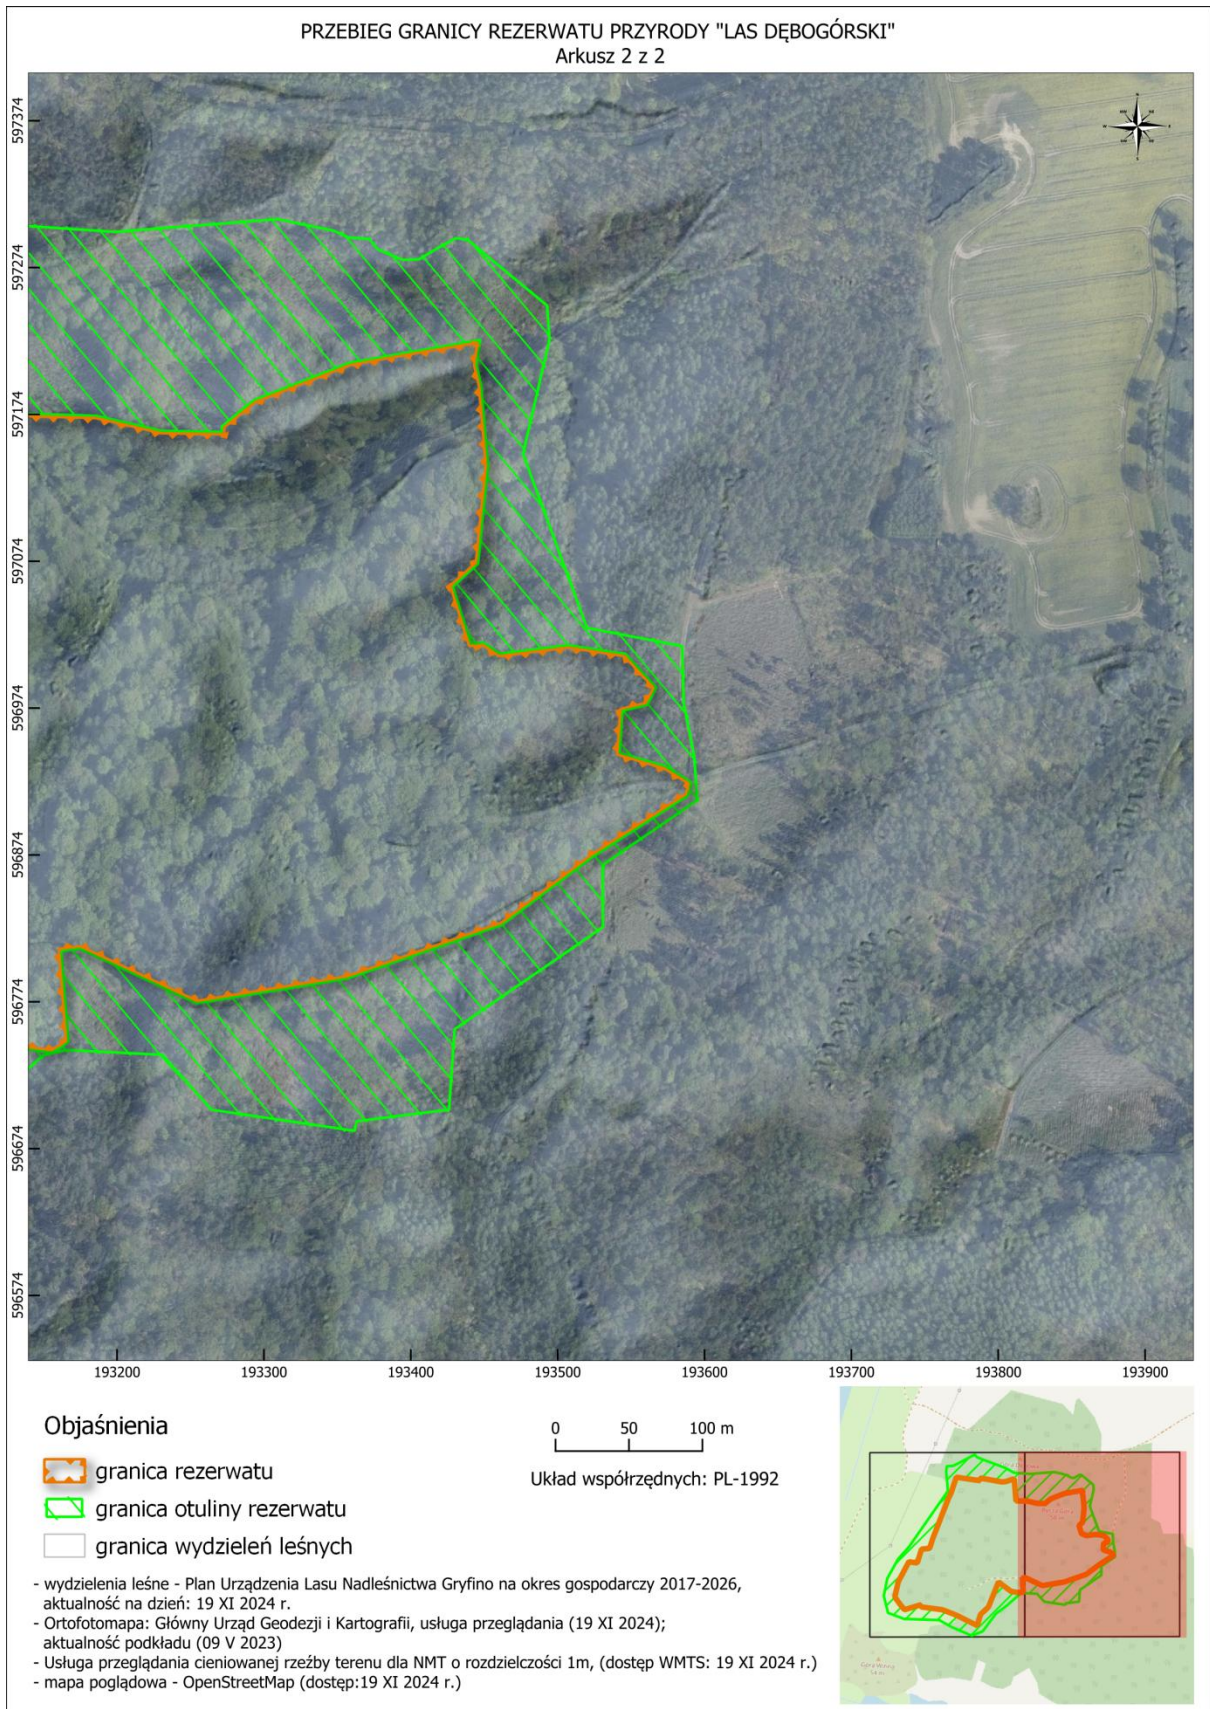 PRZEBIEG GRANICY REZERWATU PRZYRODY "LAS DĘBOGÓRSKI"
Arkusz 2 z 2
597374
597274
597174
597074
596974
596874
596774
596674
596574
193200
193300
193400
193500
193600
193700
193800
193900
Objaśnienia
granica rezerwatu
granica otuliny rezerwatu
granica wydzieleń leśnych
0 50 100 m
Układ współrzędnych: PL-1992
- wydzielenia leśne - Plan Urządzenia Lasu Nadleśnictwa Gryfino na okres gospodarczy 2017-2026,
aktualność na dzień: 19 XI 2024 r.
- Ortofotomapa: Główny Urząd Geodezji i Kartografii, usługa przeglądania (19 XI 2024);
aktualność podkładu (09 V 2023)
- Usługa przeglądania cieniowanej rzeźby terenu dla NMT o rozdzielczości 1m, (dostęp WMTS: 19 XI 2024 r.)
- mapa poglądowa - OpenStreetMap (dostęp:19 XI 2024 r.)